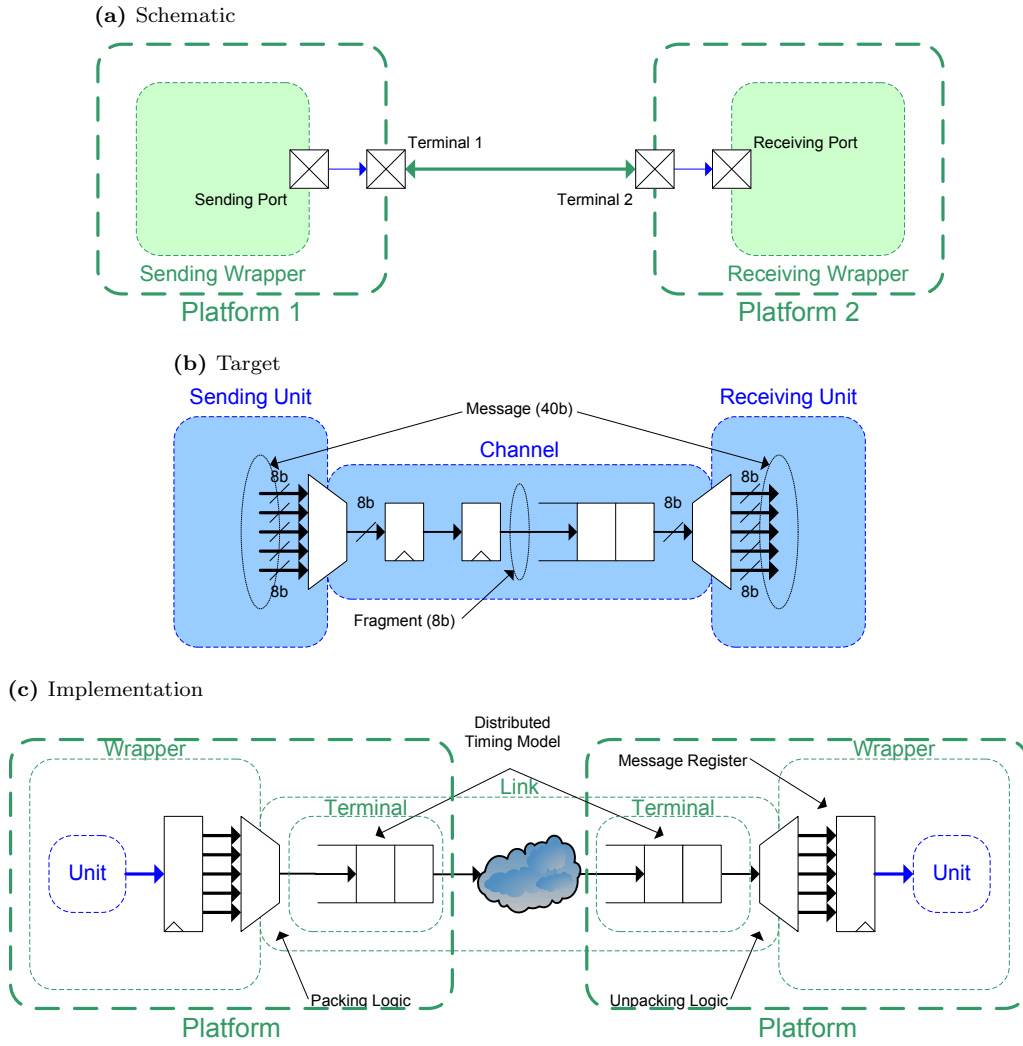 (a) Schematic
Terminal 1
Receiving Port
Sending Port
Terminal 2
Sending Wrapper
Receiving Wrapper
Platform 1
Platform 2
(b) Target
Sending Unit
Receiving Unit
Message (40b)
Channel
8b
8b
8b
8b
8b
8b
Fragment (8b)
(c) Implementation
Distributed
Timing Model
Wrapper
Message Register
Wrapper
Link
Terminal
Terminal
Unit
Unit
Packing Logic
Unpacking Logic
Platform
Platform